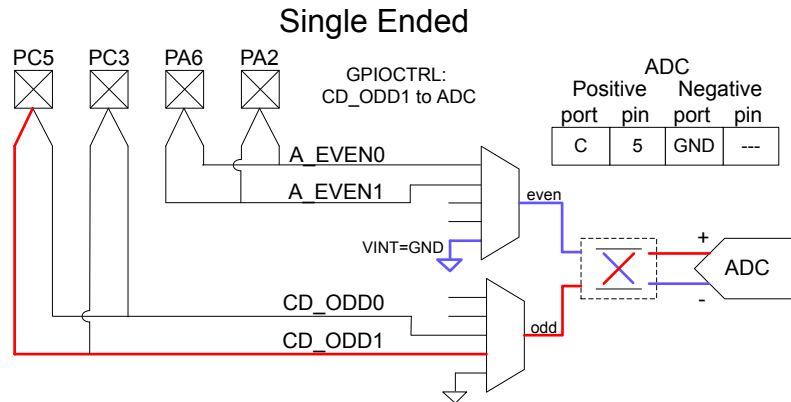 Single Ended
PC5 PC3 PA6 PA2
GPIOCTRL:
CD_ODD1 to ADC
ADC
Positive Negative
port pin port pin
C 5 GND ---
A_EVEN0
A_EVEN1
even
VINT=GND
+
ADC
-
CD_ODD0
odd
CD_ODD1